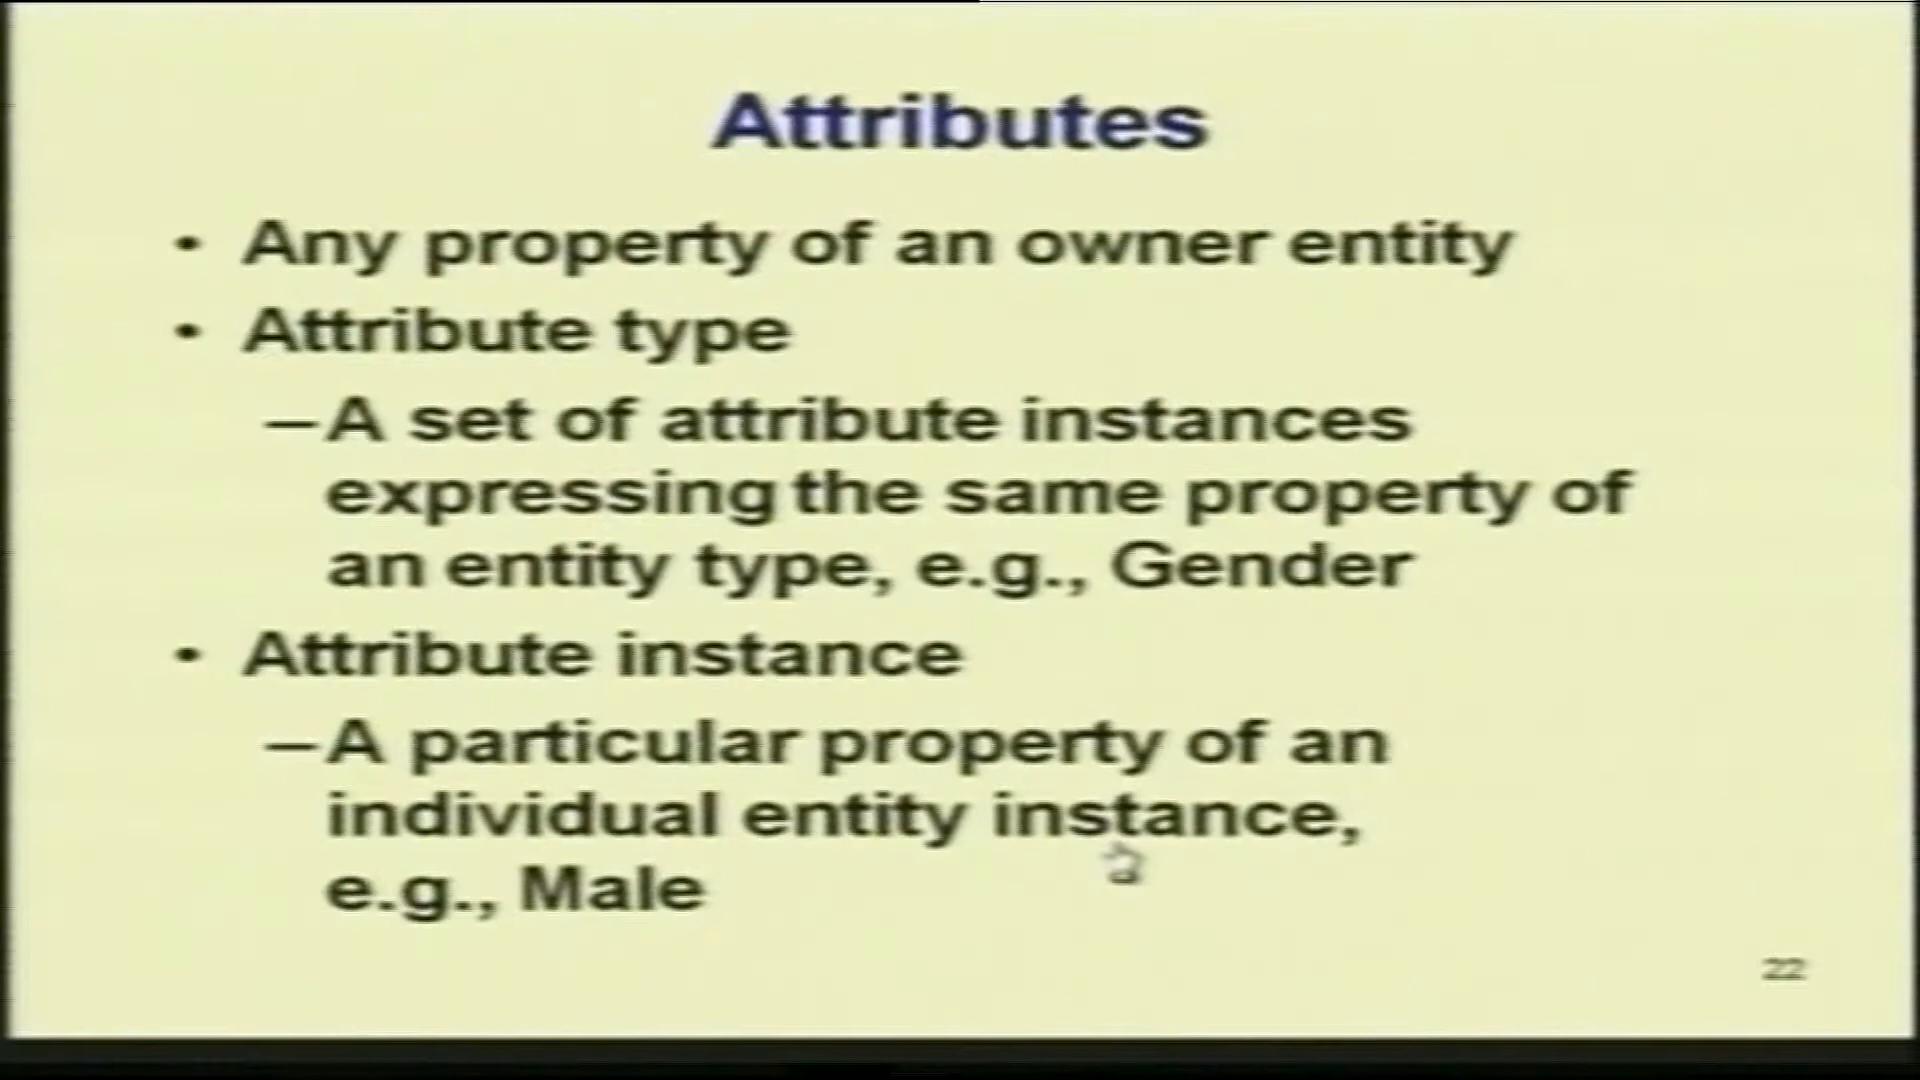 Attributes
• Any property of an owner entity
• Attribute type
–A set of attribute instances
expressing the same property of
an entity type, e.g., Gender
• Attribute instance
–A particular property of an
individual entity instance,
e.g., Male
22